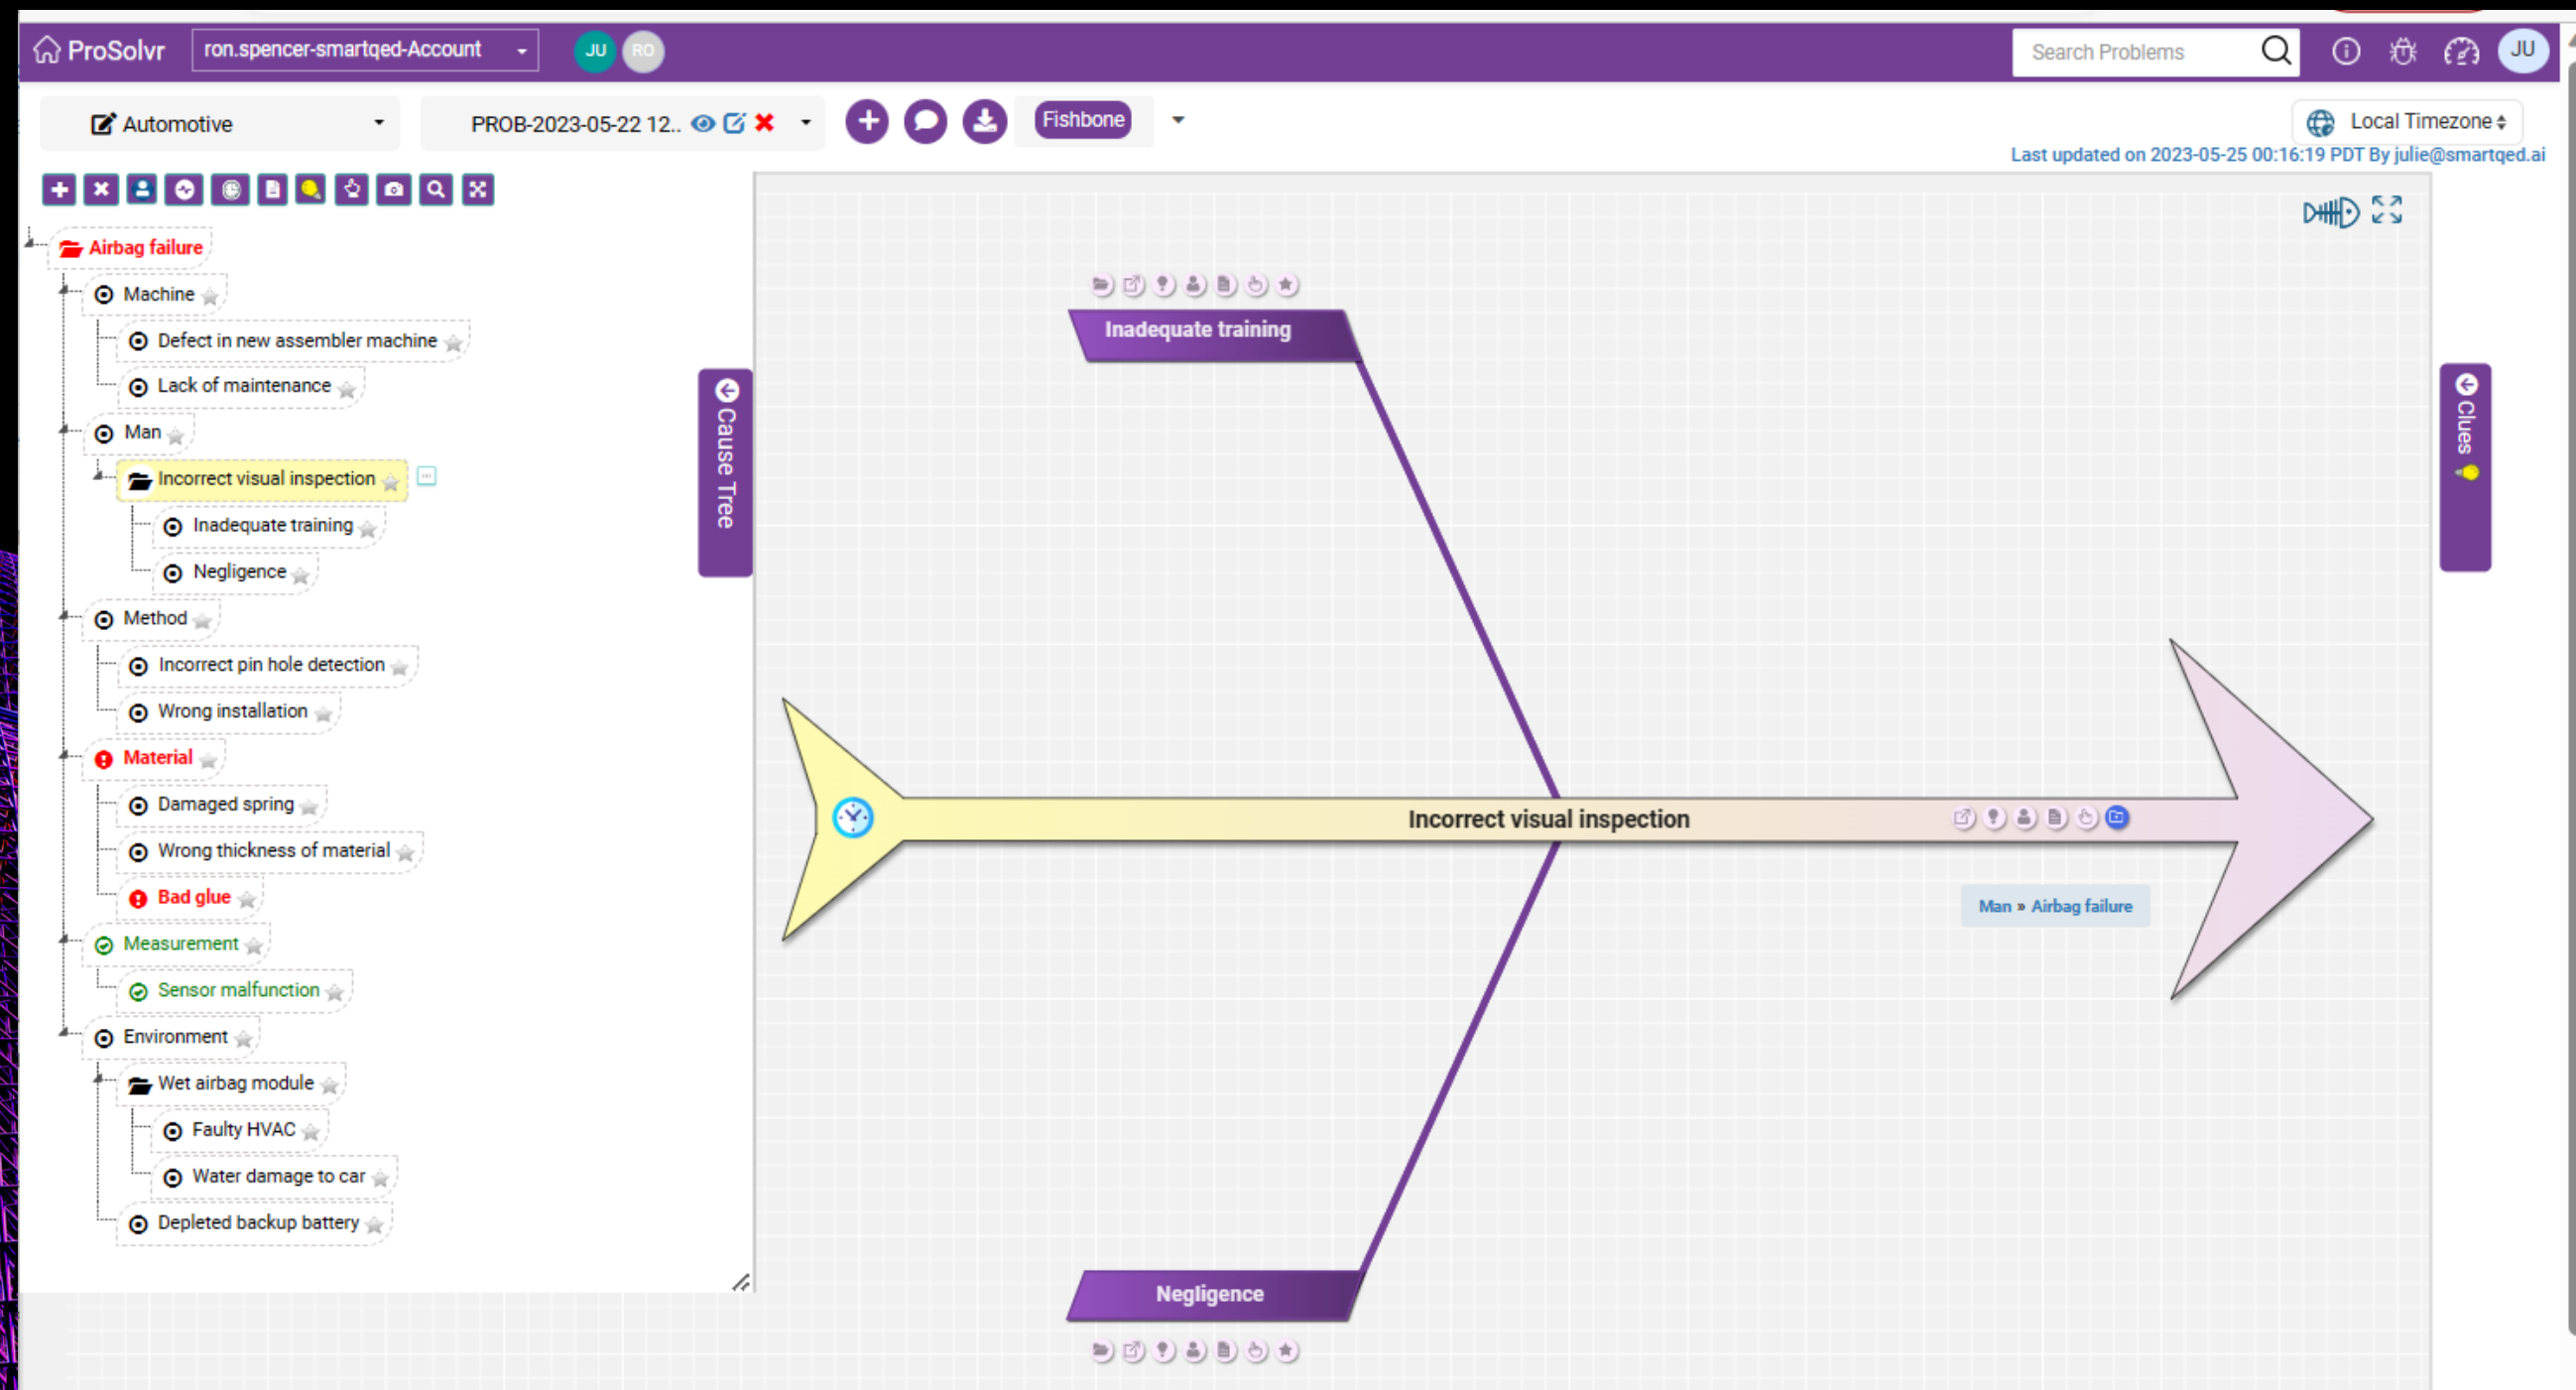 ProSolvr ron.spencer-smartqed-Account JU RO Search Problems JU
Automotive PROB-2023-05-22 12.. Fishbone Local Timezone
Last updated on 2023-05-25 00:16:19 PDT By julie@smartqed.ai
Airbag failure
Machine
Defect in new assembler machine
Lack of maintenance
Man
Incorrect visual inspection
Inadequate training
Negligence
Method
Incorrect pin hole detection
Wrong installation
Material
Damaged spring
Wrong thickness of material
Bad glue
Measurement
Sensor malfunction
Environment
Wet airbag module
Faulty HVAC
Water damage to car
Depleted backup battery
Cause Tree
Inadequate training
Incorrect visual inspection
Man » Airbag failure
Negligence
Clues